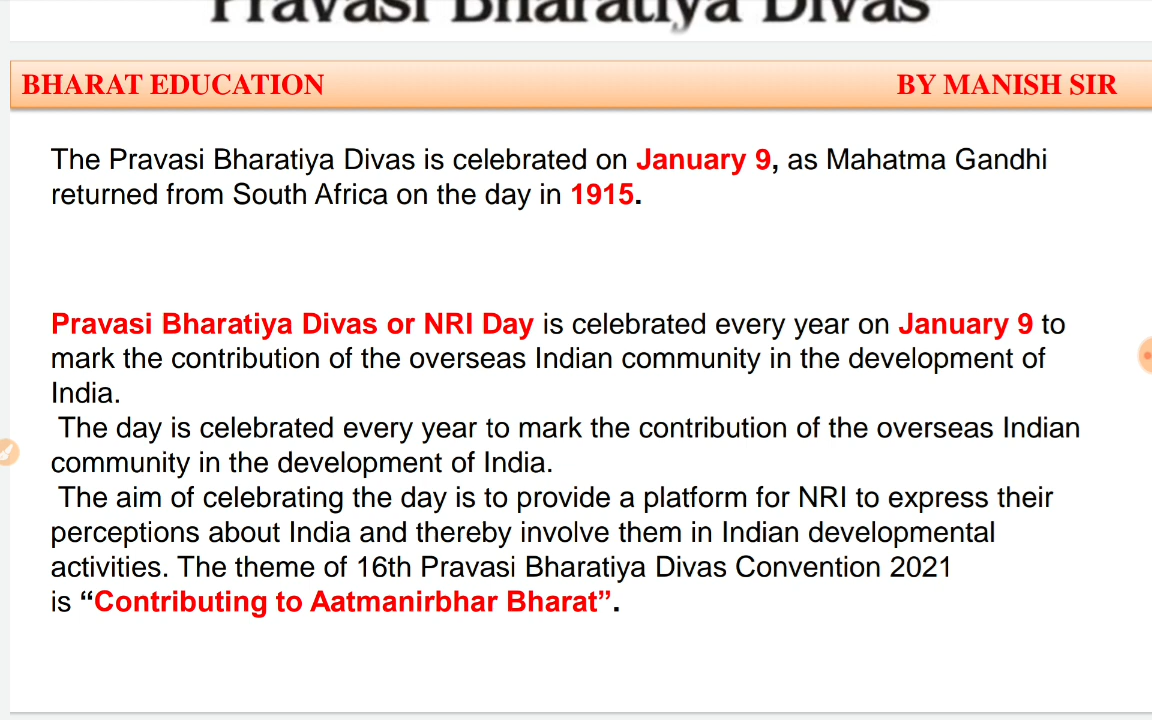 Pravasi Bharatiya Divas
BHARAT EDUCATION
BY MANISH SIR
The Pravasi Bharatiya Divas is celebrated on January 9, as Mahatma Gandhi
returned from South Africa on the day in 1915.
Pravasi Bharatiya Divas or NRI Day is celebrated every year on January 9 to
mark the contribution of the overseas Indian community in the development of
India.
The day is celebrated every year to mark the contribution of the overseas Indian
community in the development of India.
The aim of celebrating the day is to provide a platform for NRI to express their
perceptions about India and thereby involve them in Indian developmental
activities. The theme of 16th Pravasi Bharatiya Divas Convention 2021
is “Contributing to Aatmanirbhar Bharat”.